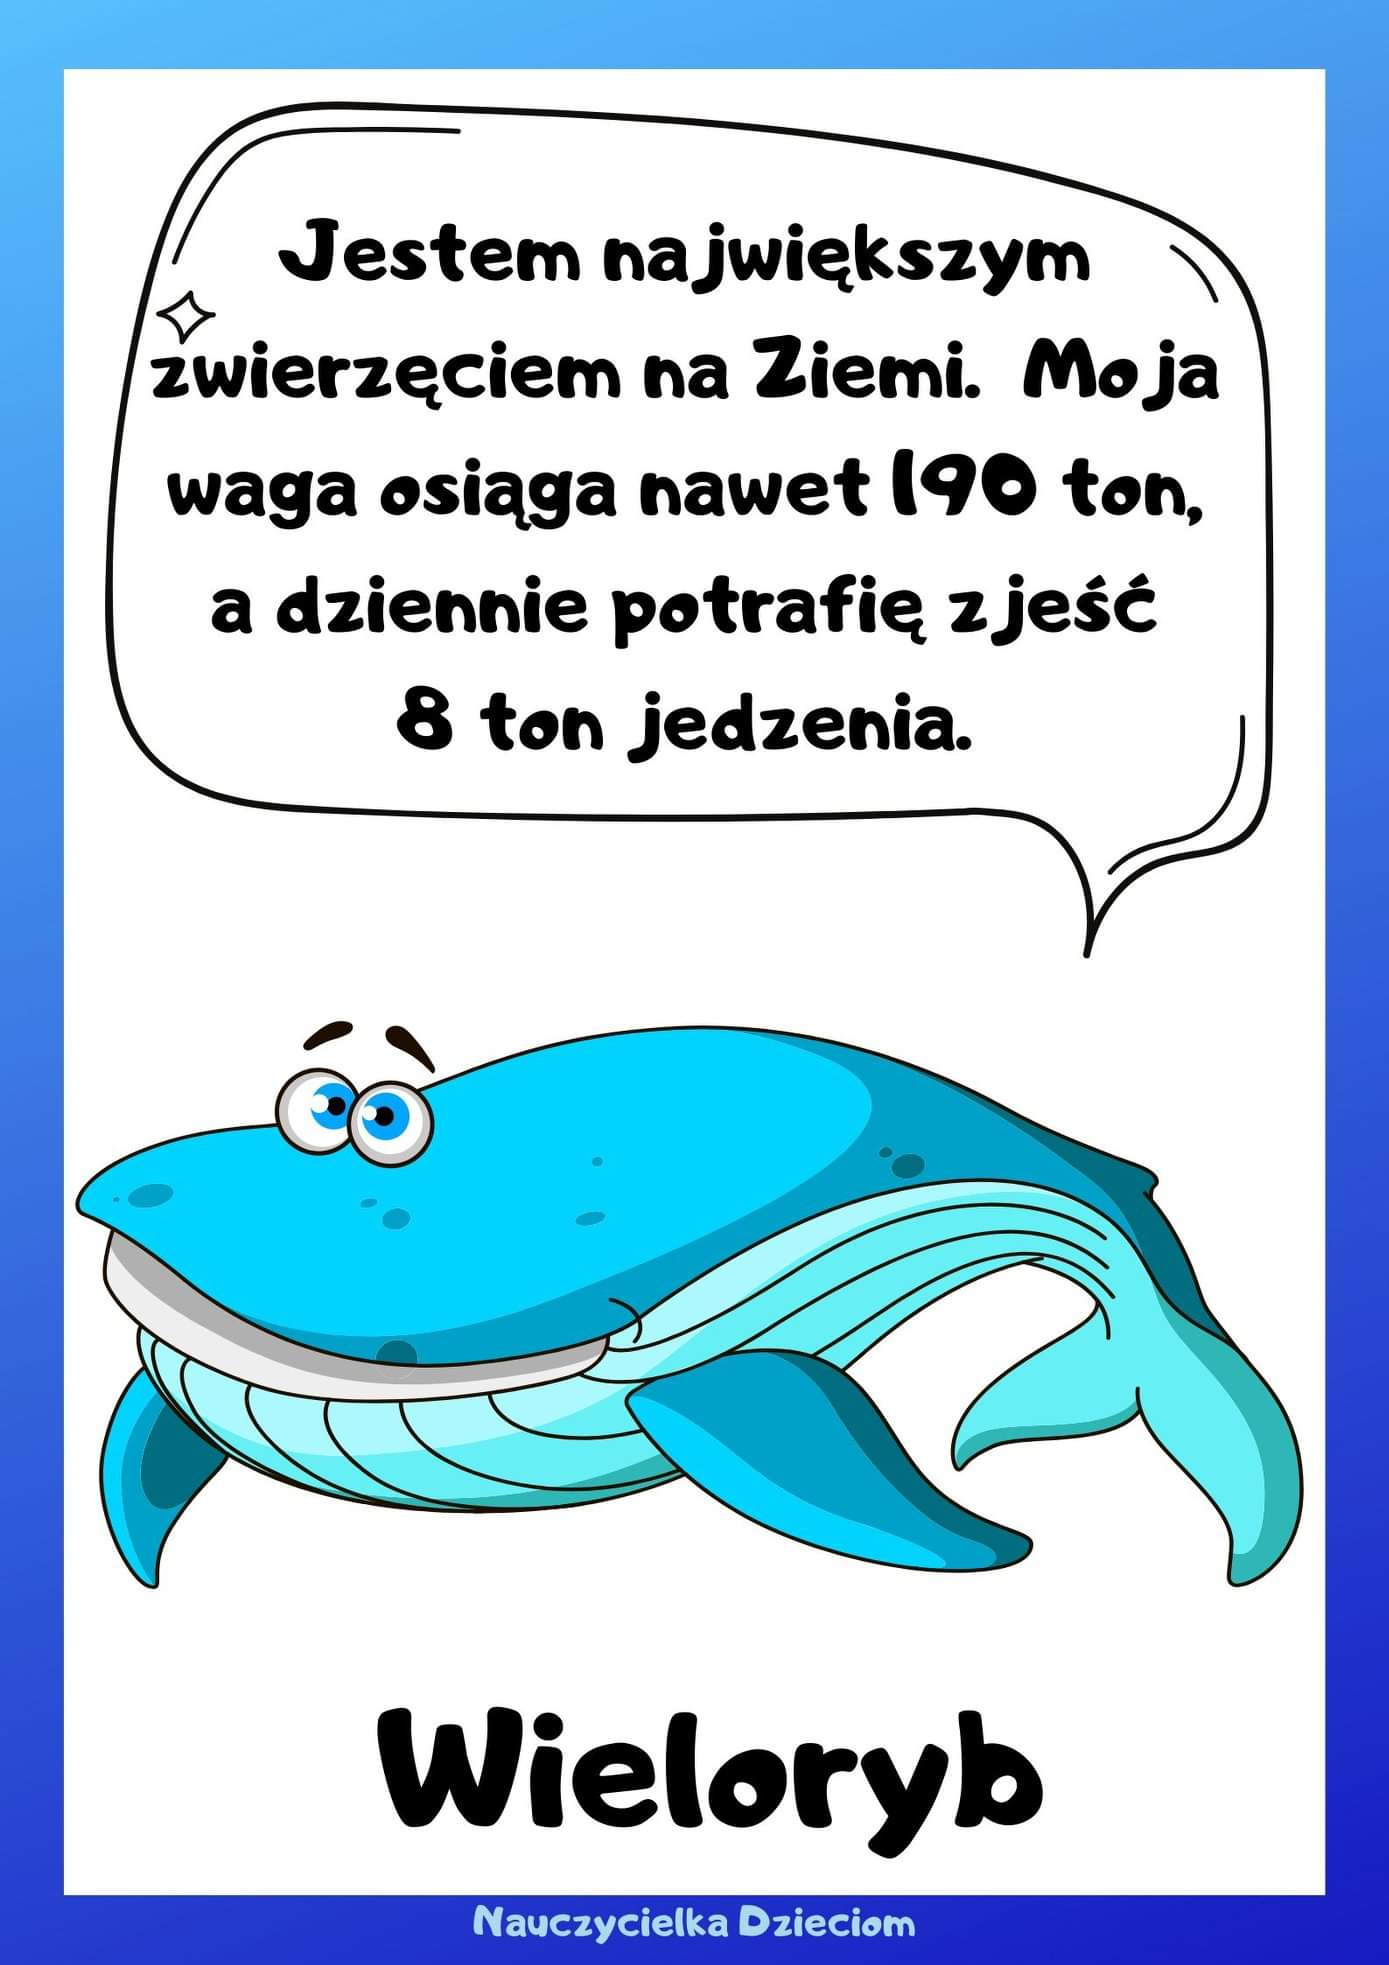 Jestem największym
zwierzęciem na Ziemi. Moja
waga osiąga nawet 190 ton,
a dziennie potrafię zjeść
8 ton jedzenia.
Wieloryb
Nauczycielka Dzieciom